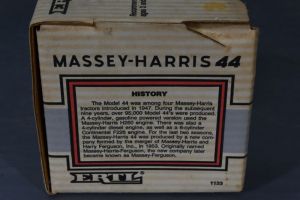 MASSEY-HARRIS 44
HISTORY
The Model 44 was among four Massey-Harris
tractors introduced in 1947. During the subsequent
nine years, over 95,000 Model 44's were produced.
A 4-cylinder, gasoline powered version used the
Massey-Harris H260 engine. There was also a
4-cylinder diesel engine, as well as a 6-cylinder
Continental F226 engine. For the last two seasons,
the Massey-Harris 44 was produced by a new com-
pany formed by the merger of Massey-Harris and
Harry Ferguson, Inc., in 1953. Originally named
Massey-Harris-Ferguson, the new company later
became known as Massey-Ferguson.
ERTL
1133